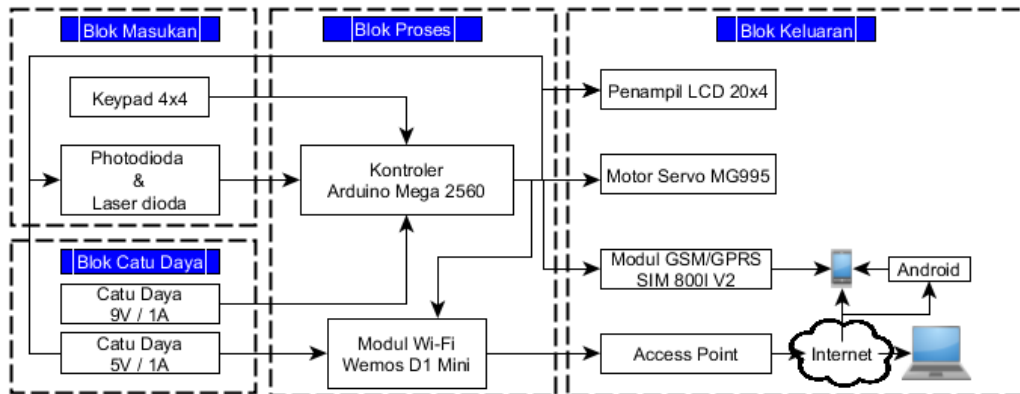 Blok Masukan
Blok Proses
Blok Keluaran
Keypad 4x4
Penampil LCD 20x4
Photodioda
&
Laser dioda
Kontroler
Arduino Mega 2560
Motor Servo MG995
Blok Catu Daya
Catu Daya
9V / 1A
Catu Daya
5V / 1A
Modul Wi-Fi
Wemos D1 Mini
Modul GSM/GPRS
SIM 800l V2
Android
Access Point
Internet